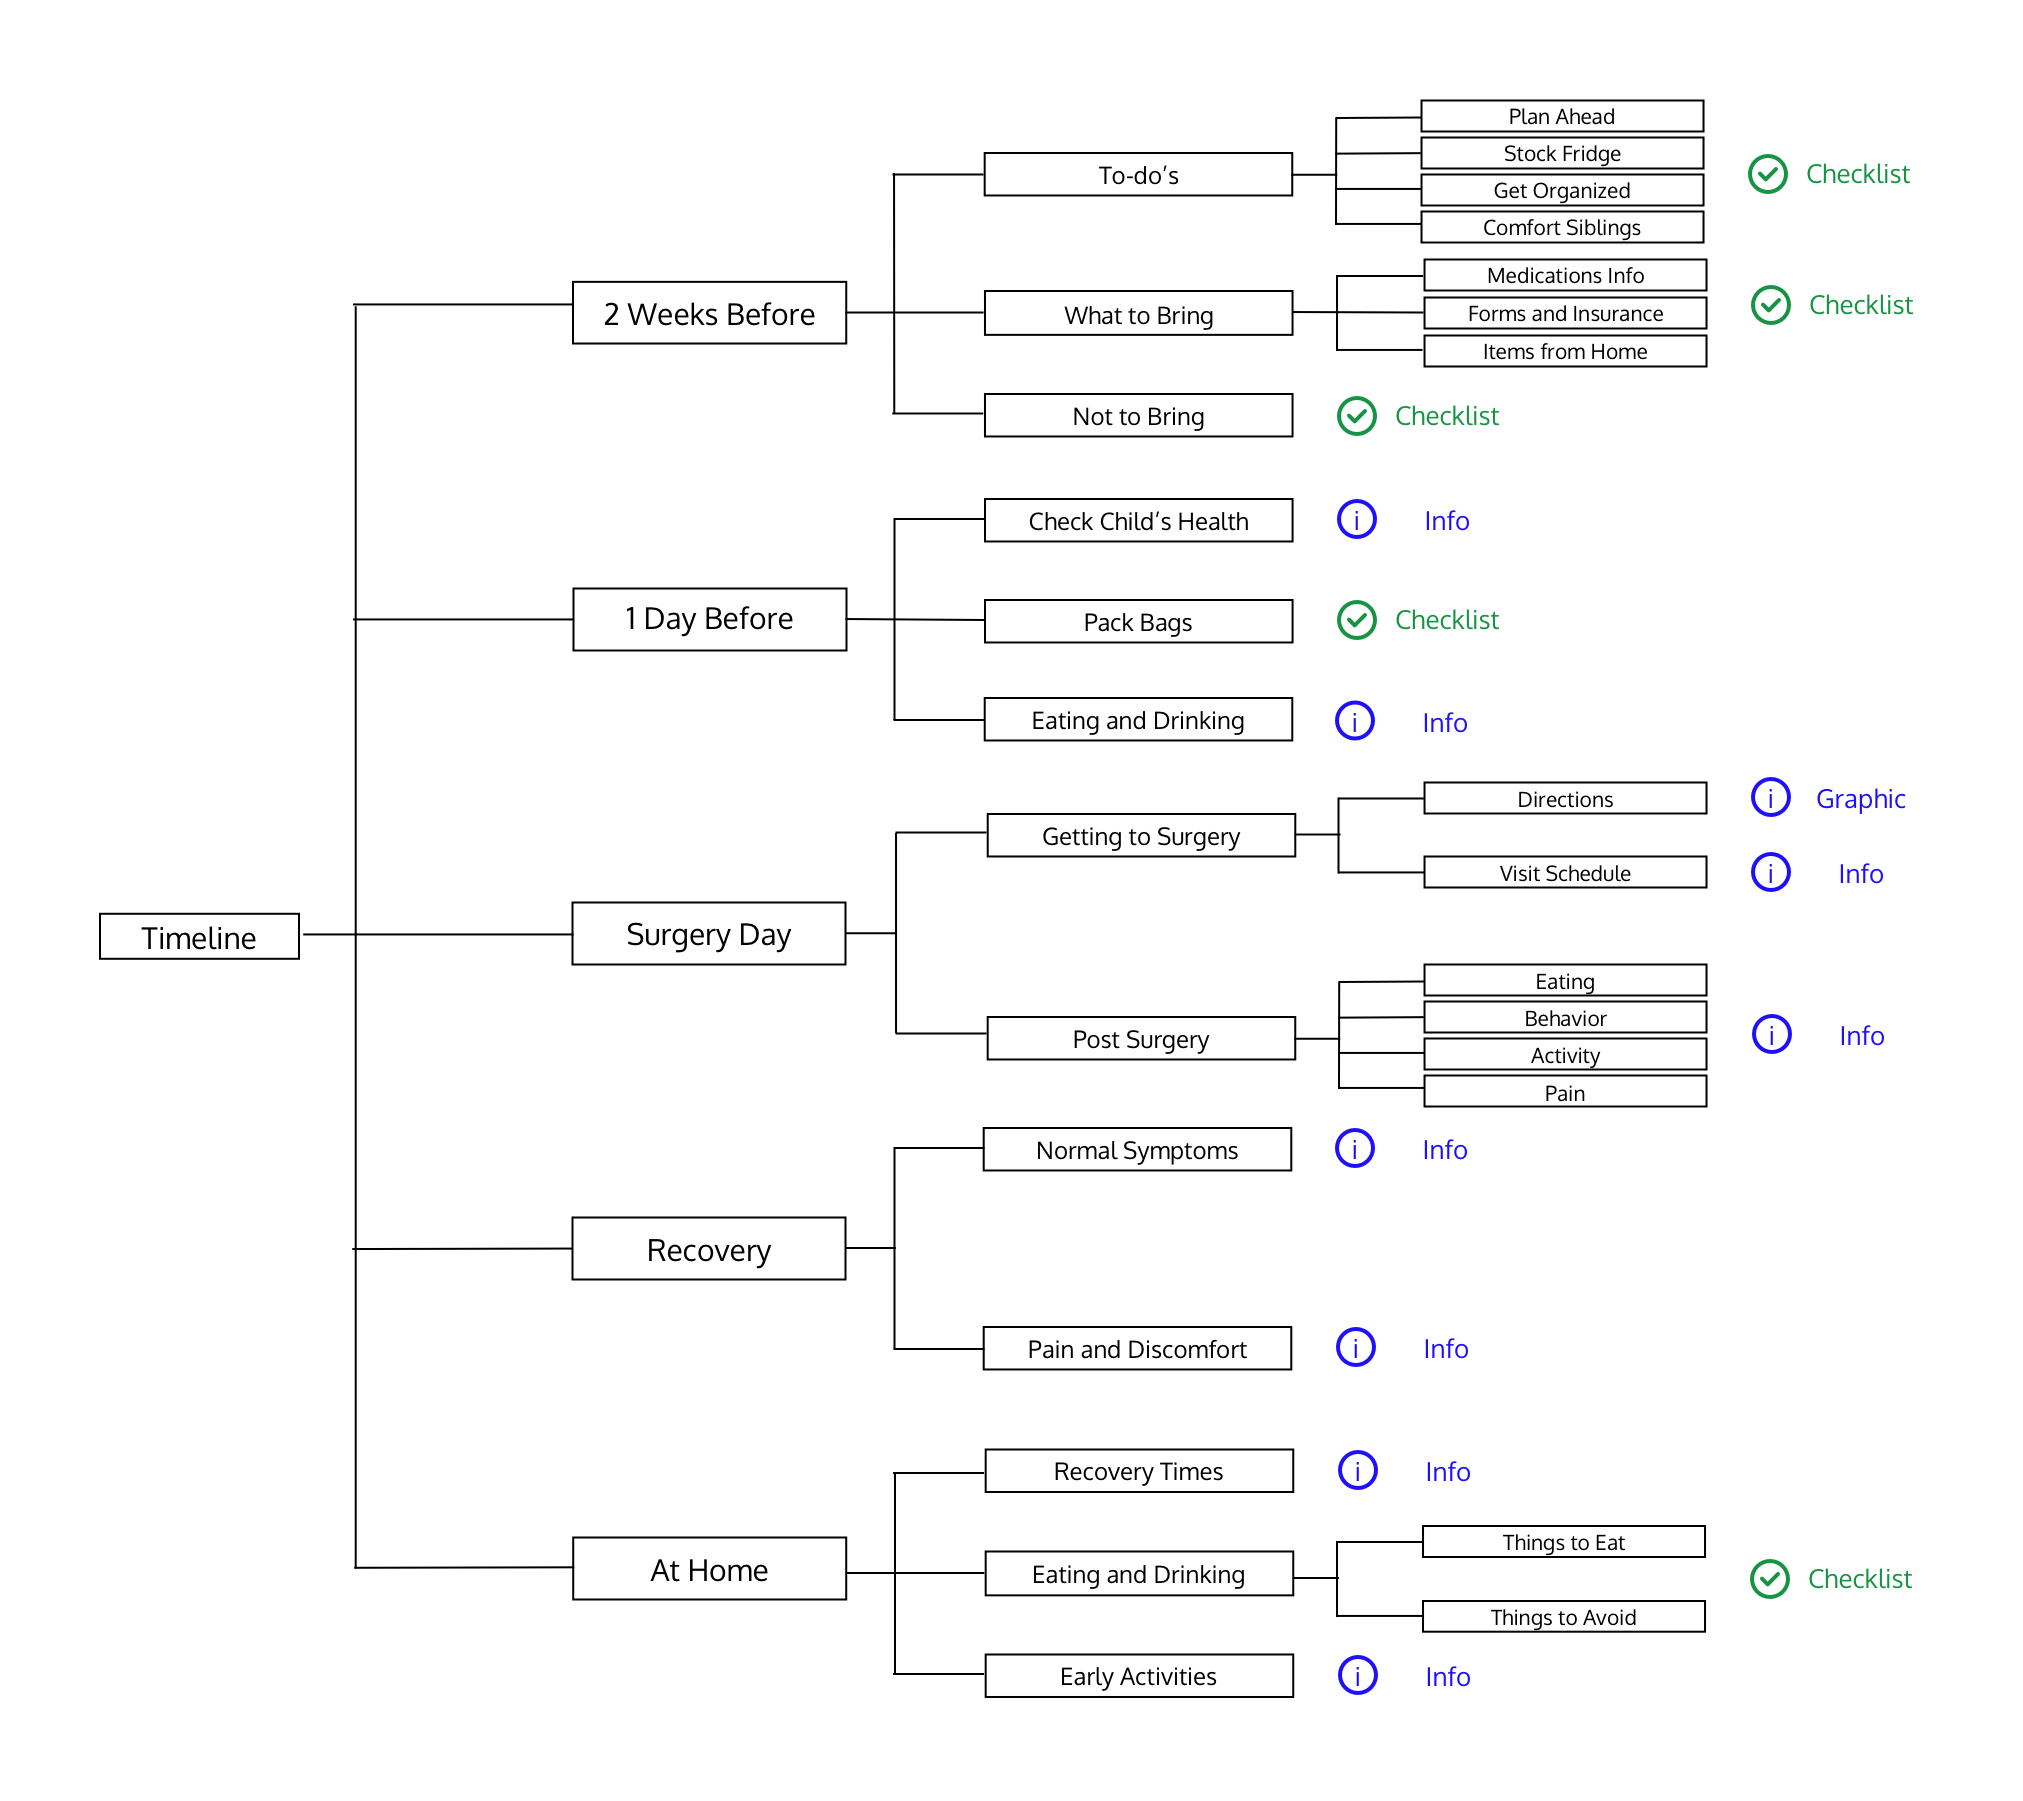 Timeline
2 Weeks Before
To-do’s
Plan Ahead
Stock Fridge
Get Organized
Comfort Siblings
Checklist
What to Bring
Medications Info
Forms and Insurance
Items from Home
Checklist
Not to Bring
Checklist
1 Day Before
Check Child’s Health
i Info
Pack Bags
Checklist
Eating and Drinking
i Info
Surgery Day
Getting to Surgery
Directions
i Graphic
Visit Schedule
i Info
Post Surgery
Eating
Behavior
Activity
Pain
i Info
Recovery
Normal Symptoms
i Info
Pain and Discomfort
i Info
At Home
Recovery Times
i Info
Eating and Drinking
Things to Eat
Things to Avoid
Checklist
Early Activities
i Info